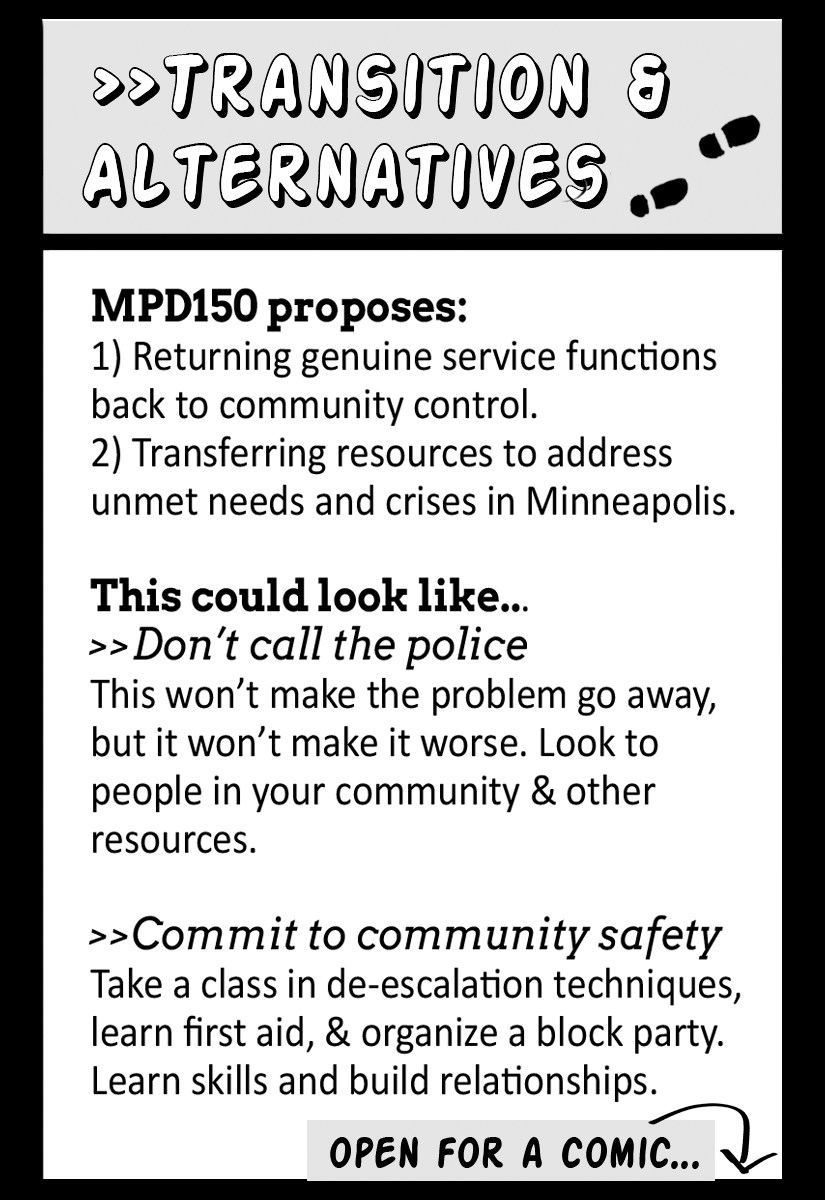 >>TRANSITION &
ALTERNATIVES
MPD150 proposes:
1) Returning genuine service functions
back to community control.
2) Transferring resources to address
unmet needs and crises in Minneapolis.
This could look like...
>>Don’t call the police
This won’t make the problem go away,
but it won’t make it worse. Look to
people in your community & other
resources.
>>Commit to community safety
Take a class in de-escalation techniques,
learn first aid, & organize a block party.
Learn skills and build relationships.
OPEN FOR A COMIC...